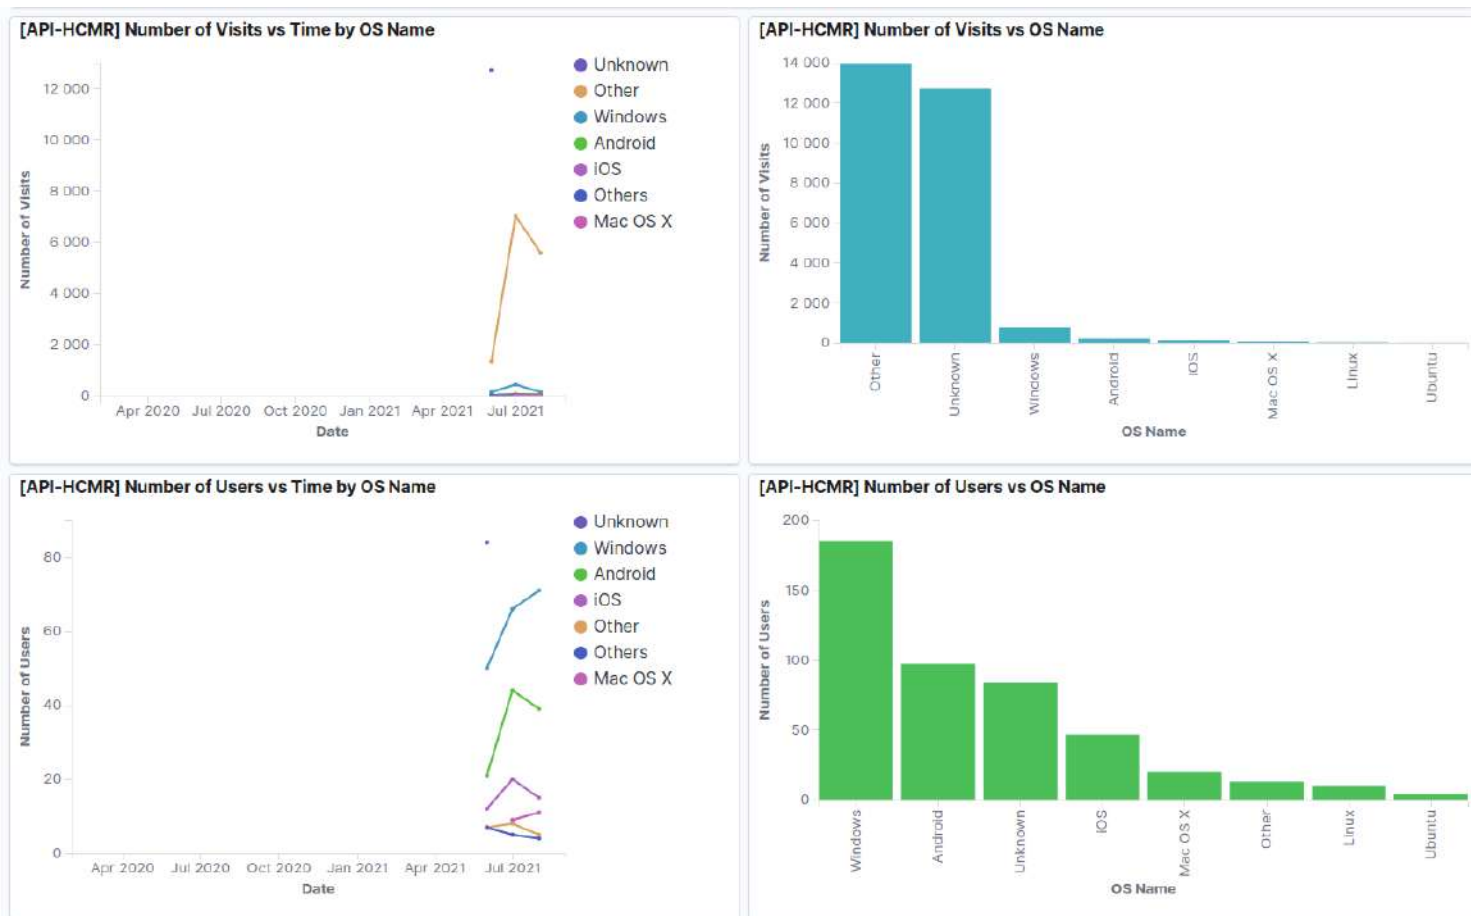 [API-HCMR] Number of Visits vs Time by OS Name
Number of Visits
12 000
10 000
8 000
6 000
4 000
2 000
0
Apr 2020 Jul 2020 Oct 2020 Jan 2021 Apr 2021 Jul 2021
Date
Unknown
Other
Windows
Android
iOS
Others
Mac OS X
[API-HCMR] Number of Visits vs OS Name
Number of Visits
14 000
12 000
10 000
8 000
6 000
4 000
2 000
0
Other Unknown Windows Android iOS Mac OS X Linux Ubuntu
OS Name
[API-HCMR] Number of Users vs Time by OS Name
Number of Users
80
60
40
20
0
Apr 2020 Jul 2020 Oct 2020 Jan 2021 Apr 2021 Jul 2021
Date
Unknown
Windows
Android
iOS
Other
Others
Mac OS X
[API-HCMR] Number of Users vs OS Name
Number of Users
200
150
100
50
0
Windows Android Unknown iOS Mac OS X Other Linux Ubuntu
OS Name